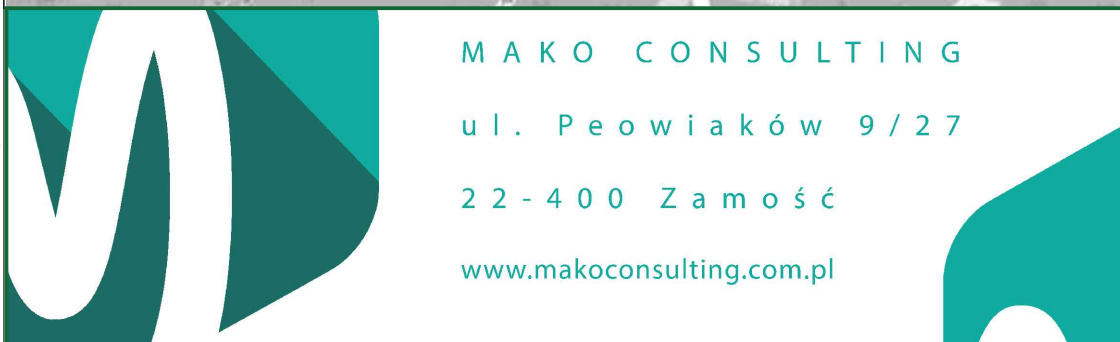 MAKO CONSULTING
ul. Peowiaków 9/27
22-400 Zamość
www.makoconsulting.com.pl